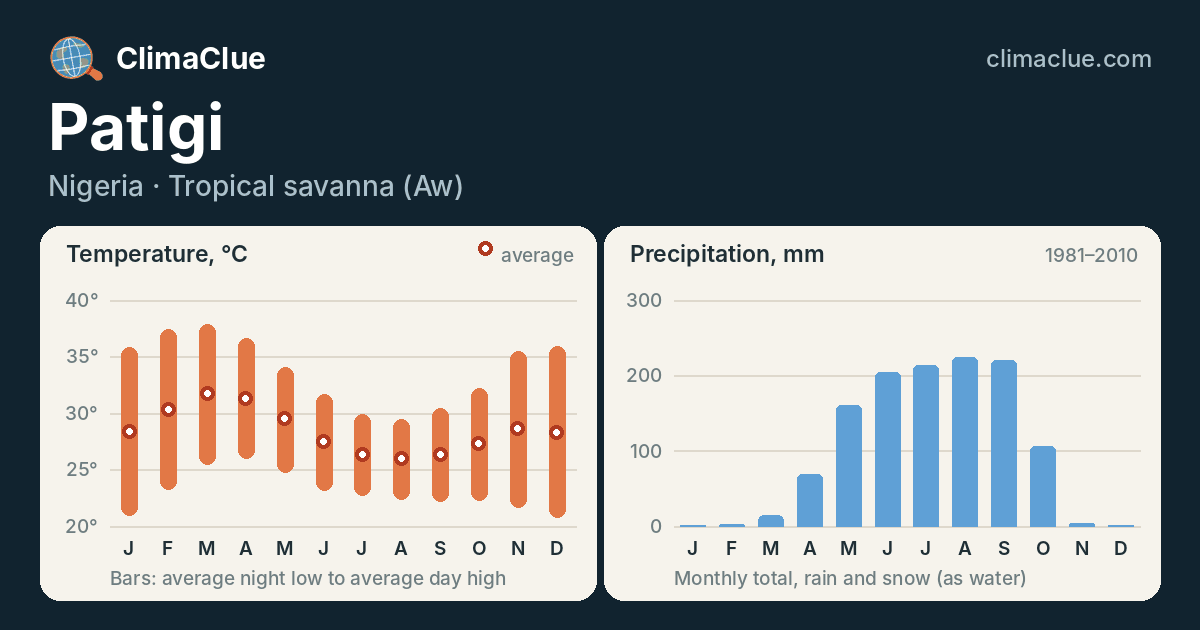 ClimaClue
climaclue.com
Patigi
Nigeria · Tropical savanna (Aw)
Temperature, °C
average
40°
35°
30°
25°
20°
J F M A M J J A S O N D
Bars: average night low to average day high
Precipitation, mm
1981–2010
300
200
100
0
J F M A M J J A S O N D
Monthly total, rain and snow (as water)